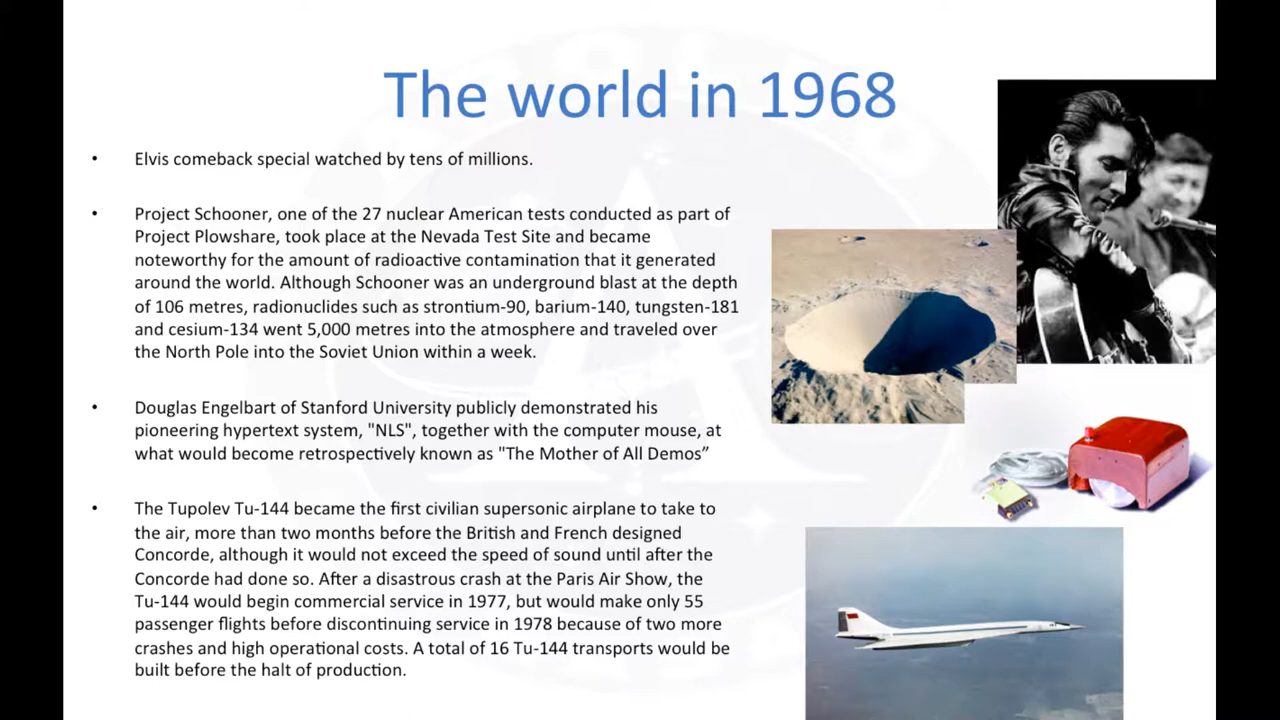 The world in 1968
• Elvis comeback special watched by tens of millions.
• Project Schooner, one of the 27 nuclear American tests conducted as part of
Project Plowshare, took place at the Nevada Test Site and became
noteworthy for the amount of radioactive contamination that it generated
around the world. Although Schooner was an underground blast at the depth
of 106 metres, radionuclides such as strontium-90, barium-140, tungsten-181
and cesium-134 went 5,000 metres into the atmosphere and traveled over
the North Pole into the Soviet Union within a week.
• Douglas Engelbart of Stanford University publicly demonstrated his
pioneering hypertext system, "NLS", together with the computer mouse, at
what would become retrospectively known as "The Mother of All Demos”
• The Tupolev Tu-144 became the first civilian supersonic airplane to take to
the air, more than two months before the British and French designed
Concorde, although it would not exceed the speed of sound until after the
Concorde had done so. After a disastrous crash at the Paris Air Show, the
Tu-144 would begin commercial service in 1977, but would make only 55
passenger flights before discontinuing service in 1978 because of two more
crashes and high operational costs. A total of 16 Tu-144 transports would be
built before the halt of production.